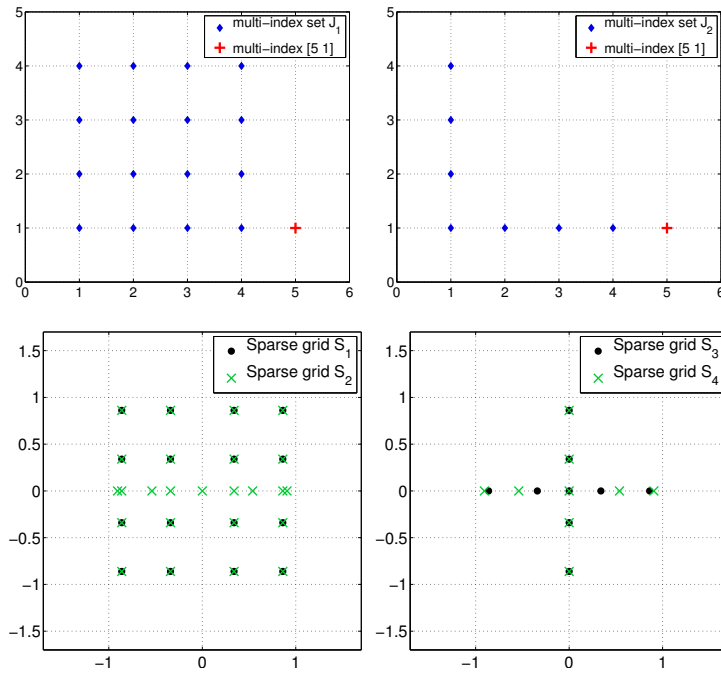 5
4
3
2
1
0
0 1 2 3 4 5 6
multi-index set J1
multi-index [5 1]
5
4
3
2
1
0
0 1 2 3 4 5 6
multi-index set J2
multi-index [5 1]
1.5
1
0.5
0
−0.5
−1
−1.5
−1 0 1
Sparse grid S1
Sparse grid S2
1.5
1
0.5
0
−0.5
−1
−1.5
−1 0 1
Sparse grid S3
Sparse grid S4